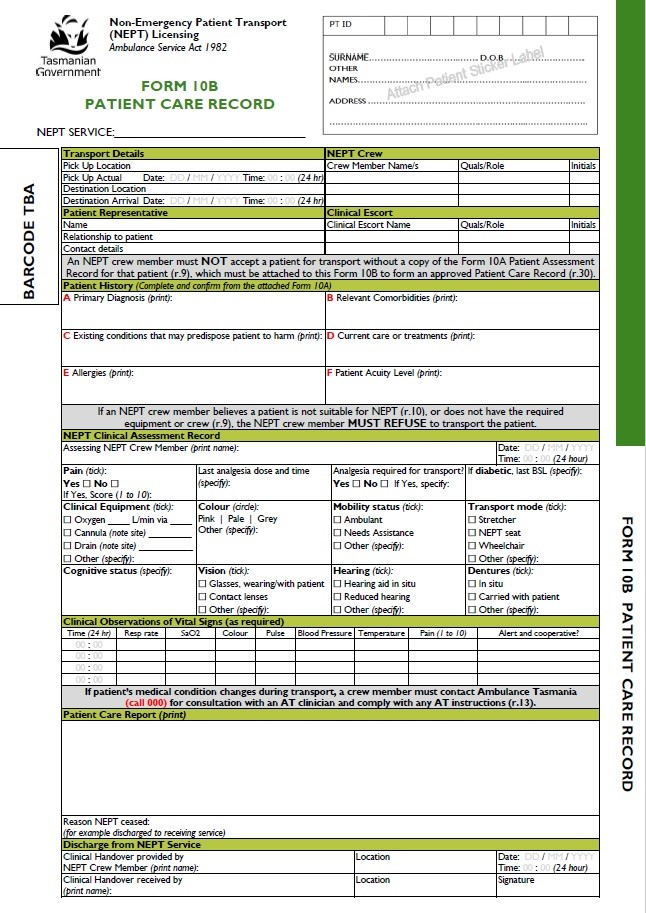 Tasmanian
Government
Non-Emergency Patient Transport
(NEPT) Licensing
Ambulance Service Act 1982
FORM 10B
PATIENT CARE RECORD
NEPT SERVICE:
PT ID
SURNAME D.O.B
OTHER
NAMES
ADDRESS
Attach Patient Sticker Label
BARCODE TBA
Transport Details NEPT Crew
Pick Up Location Crew Member Name/s Quals/Role Initials
Pick Up Actual Date: DD / MM / YYYY Time: 00 : 00 (24 hr)
Destination Location
Destination Arrival Date: DD / MM / YYYY Time: 00 : 00 (24 hr)
Patient Representative Clinical Escort
Name Clinical Escort Name Quals/Role Initials
Relationship to patient
Contact details
An NEPT crew member must NOT accept a patient for transport without a copy of the Form 10A Patient Assessment
Record for that patient (r.9), which must be attached to this Form 10B to form an approved Patient Care Record (r.30).
Patient History (Complete and confirm from the attached Form 10A)
A Primary Diagnosis (print): B Relevant Comorbidities (print):
C Existing conditions that may predispose patient to harm (print): D Current care or treatments (print):
E Allergies (print): F Patient Acuity Level (print):
If an NEPT crew member believes a patient is not suitable for NEPT (r.10), or does not have the required
equipment or crew (r.9), the NEPT crew member MUST REFUSE to transport the patient.
NEPT Clinical Assessment Record
Assessing NEPT Crew Member (print name): Date: DD / MM / YYYY
Time: 00 : 00 (24 hour)
Pain (tick): Last analgesia dose and time Analgesia required for transport? If diabetic, last BSL (specify):
Yes ☐ No ☐ (specify): Yes ☐ No ☐ If Yes, specify:
If Yes, Score (1 to 10):
Clinical Equipment (tick): Colour (circle): Mobility status (tick): Transport mode (tick):
☐ Oxygen ____ L/min via ____ Pink | Pale | Grey ☐ Ambulant ☐ Stretcher
☐ Cannula (note site) ____ Other (specify): ☐ Needs Assistance ☐ NEPT seat
☐ Drain (note site) ____ ☐ Other (specify): ☐ Wheelchair
☐ Other (specify): ☐ Other (specify):
Cognitive status (specify): Vision (tick): Hearing (tick): Dentures (tick):
☐ Glasses, wearing/with patient ☐ Hearing aid in situ ☐ In situ
☐ Contact lenses ☐ Reduced hearing ☐ Carried with patient
☐ Other (specify): ☐ Other (specify): ☐ Other (specify):
Clinical Observations of Vital Signs (as required)
Time (24 hr) Resp rate SaO2 Colour Pulse Blood Pressure Temperature Pain (1 to 10) Alert and cooperative?
00 : 00
00 : 00
00 : 00
00 : 00
If patient's medical condition changes during transport, a crew member must contact Ambulance Tasmania
(call 000) for consultation with an AT clinician and comply with any AT instructions (r.13).
Patient Care Report (print)
Reason NEPT ceased:
(for example discharged to receiving service)
Discharge from NEPT Service
Clinical Handover provided by Location Date: DD / MM / YYYY
NEPT Crew Member (print name): Time: 00 : 00 (24 hour)
Clinical Handover received by Location Signature
(print name):
FORM 10B PATIENT CARE RECORD